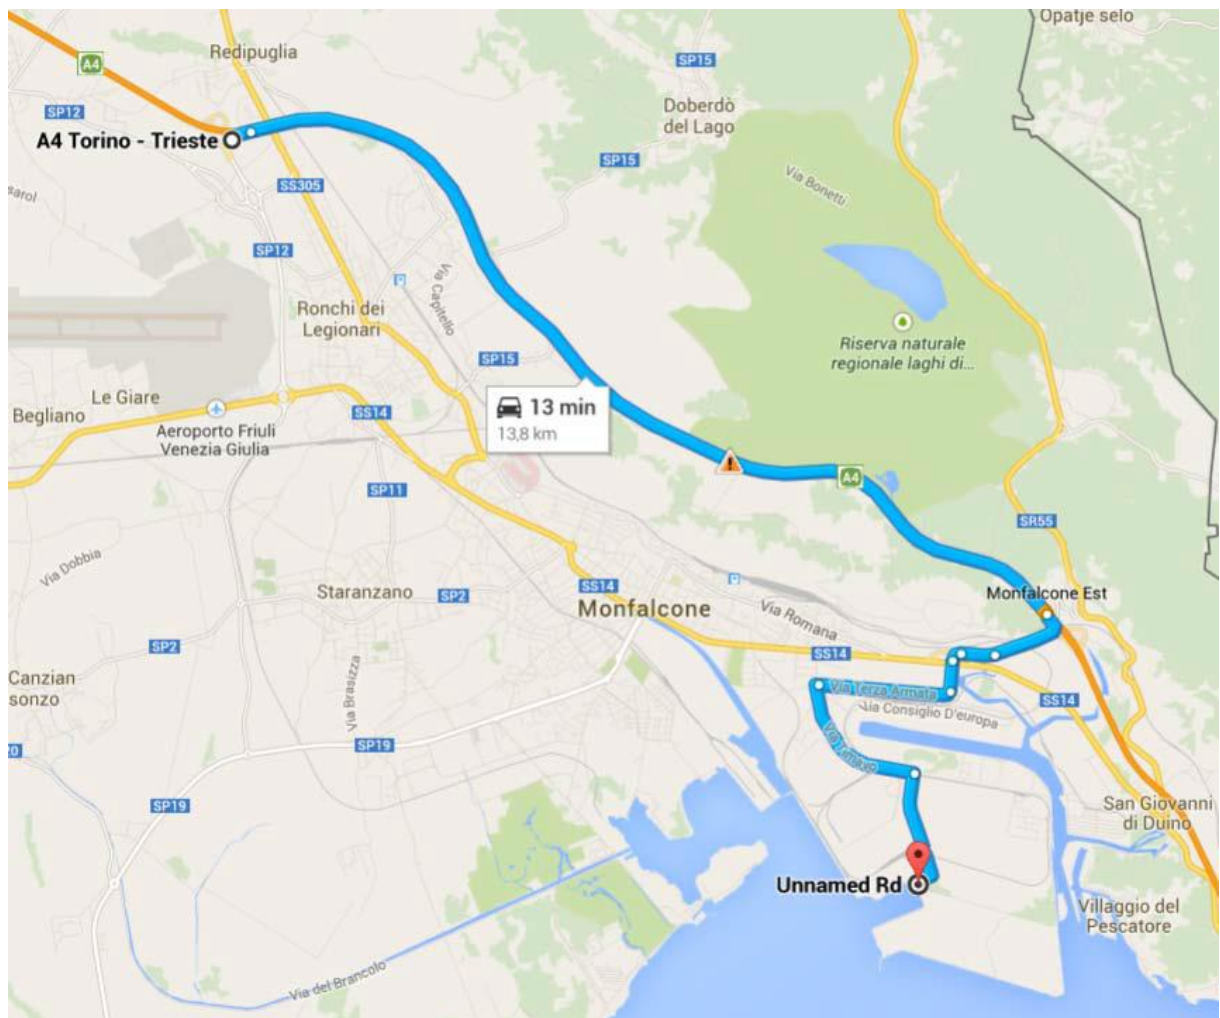 Opatje selo
Redipuglia
SP15
A4
Doberdò
del Lago
SP12
A4 Torino - Trieste
SP15
Via Bonetti
sarol
SS305
SP12
Via Capitello
Ronchi dei
Legionari
Riserva naturale
regionale laghi di...
SP15
Le Giare
Begliano
SS14
13 min
13,8 km
Aeroporto Friuli
Venezia Giulia
A4
SP11
SR55
Via Dobbia
Staranzano
SP2
SS14
Monfalcone
Monfalcone Est
Via Romana
SP2
SS14
Canzian
sonzo
Via Brasizza
Via Terza Armata
SS14
Via Consiglio D'europa
20
SP19
Via Timavo
SP19
San Giovanni
di Duino
Unnamed Rd
Villaggio del
Pescatore
Via del Brancolo